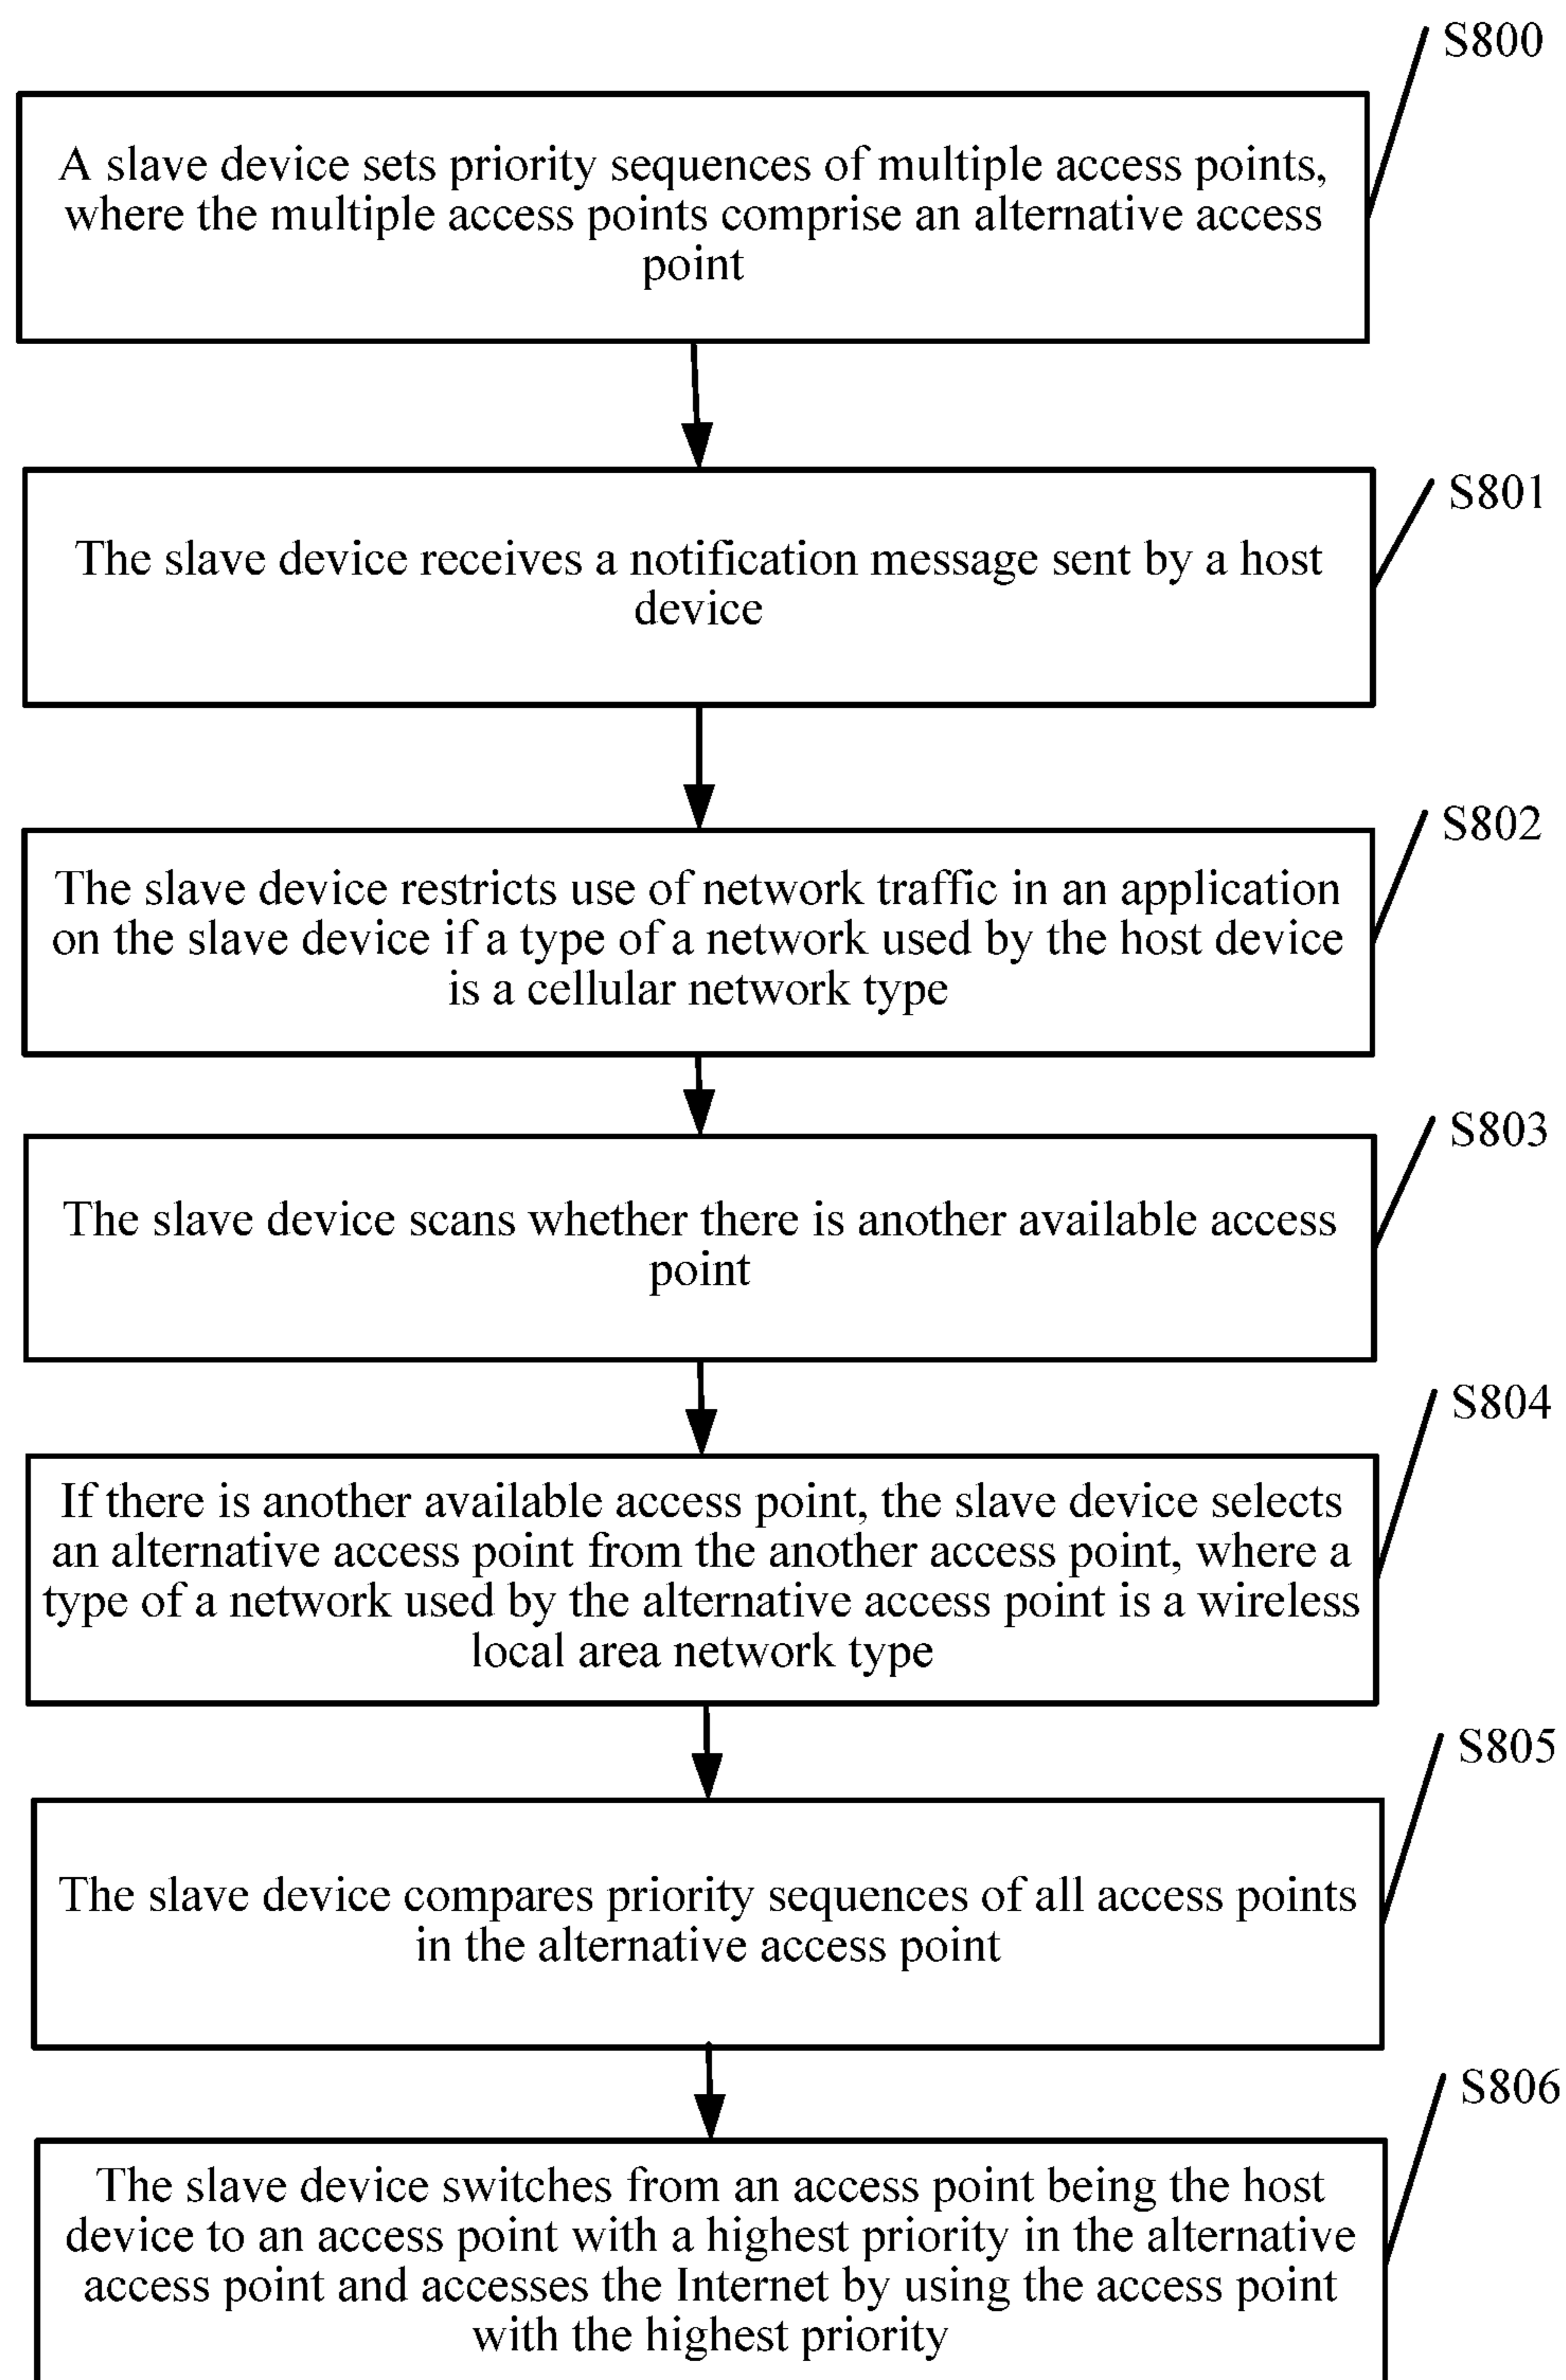 S800
A slave device sets priority sequences of multiple access points,
where the multiple access points comprise an alternative access
point
S801
The slave device receives a notification message sent by a host
device
S802
The slave device restricts use of network traffic in an application
on the slave device if a type of a network used by the host device
is a cellular network type
S803
The slave device scans whether there is another available access
point
S804
If there is another available access point, the slave device selects
an alternative access point from the another access point, where a
type of a network used by the alternative access point is a wireless
local area network type
S805
The slave device compares priority sequences of all access points
in the alternative access point
S806
The slave device switches from an access point being the host
device to an access point with a highest priority in the alternative
access point and accesses the Internet by using the access point
with the highest priority